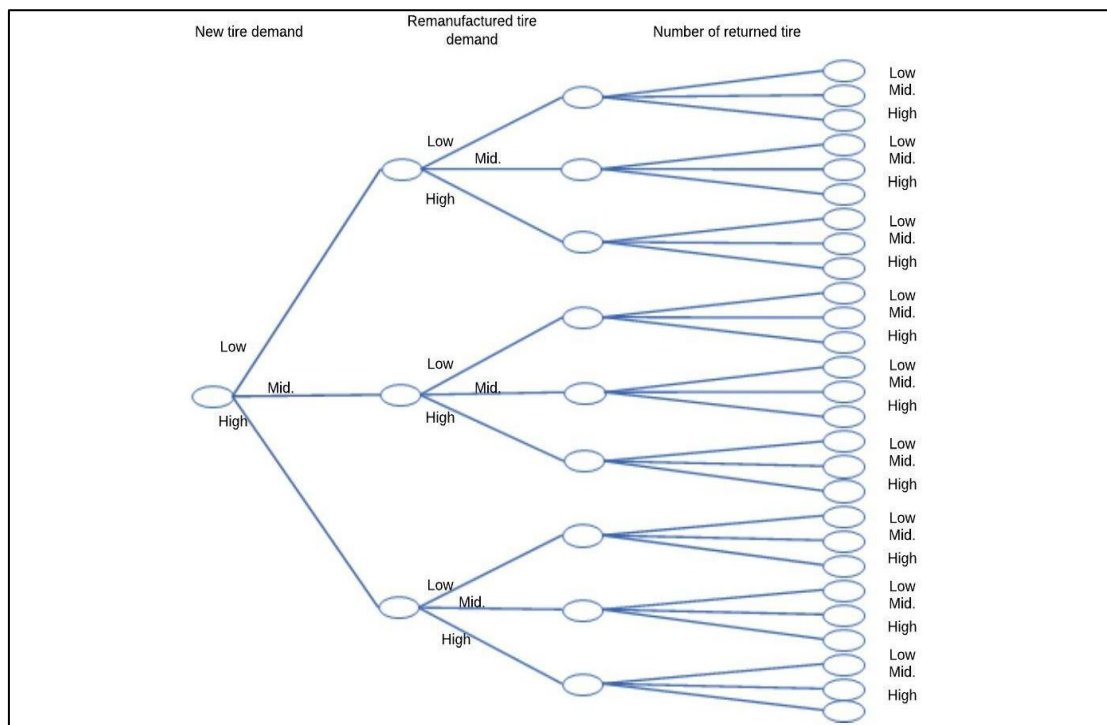 New tire demand
Remanufactured tire
demand
Number of returned tire
Low
Mid.
High
Low
Mid.
High
Low
Mid.
High
Low
Mid.
High
Low
Mid.
High
Low
Mid.
High
Low
Mid.
High
Low
Mid.
High
Low
Mid.
High
Low
Mid.
High
Low
Mid.
High
Low
Mid.
High
Low
Mid.
High